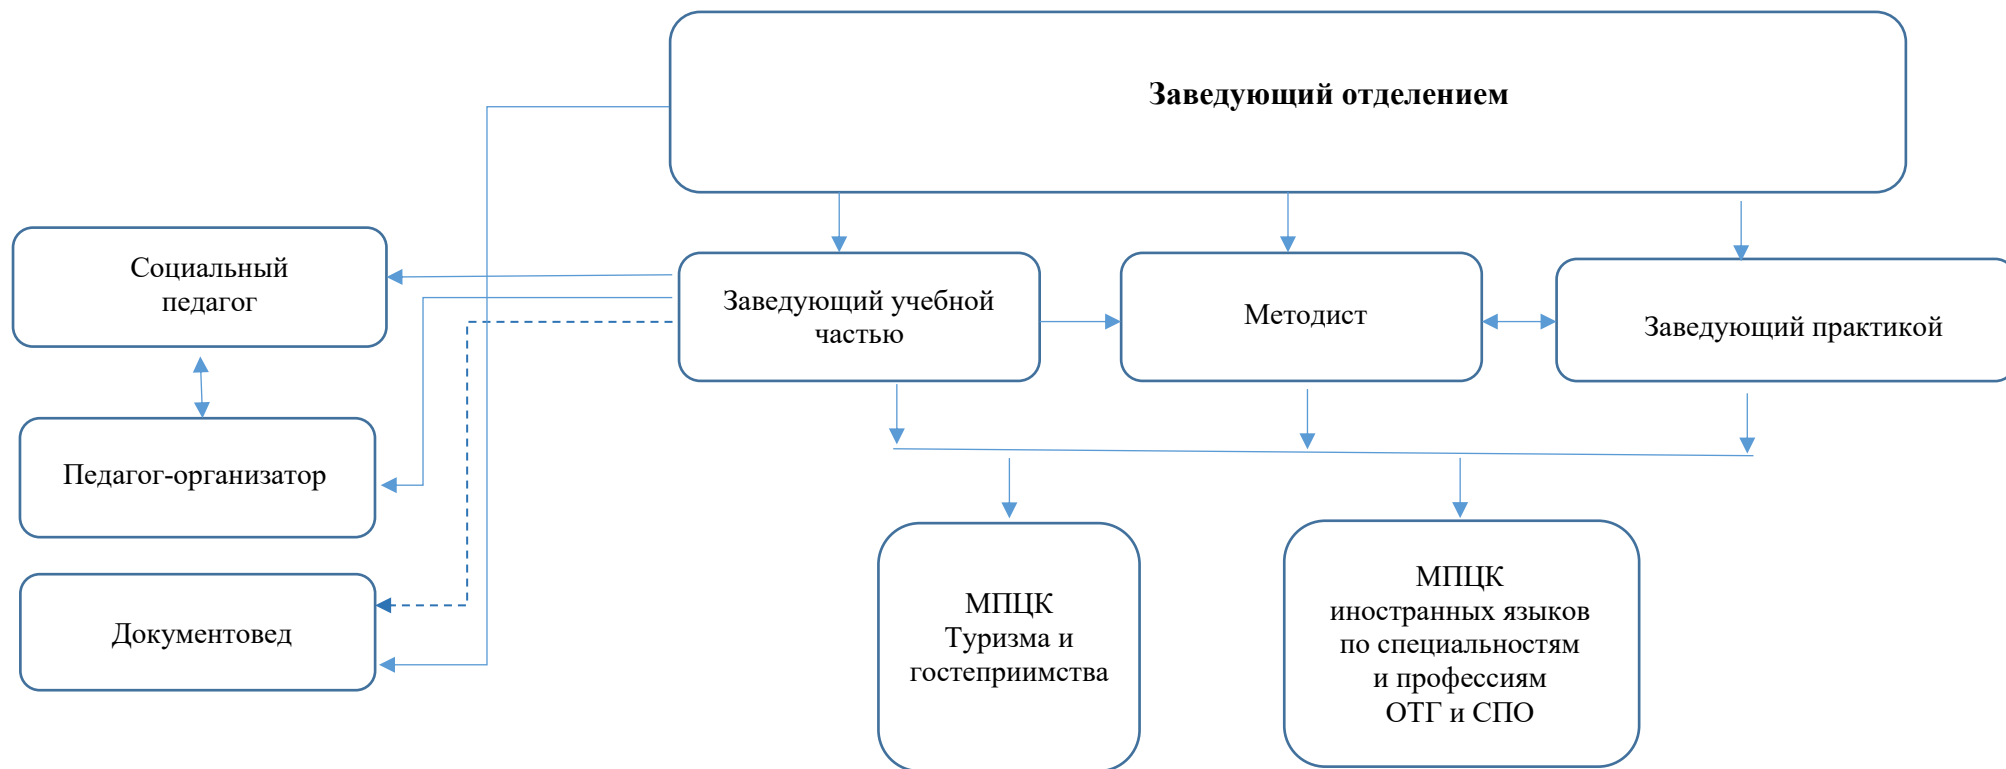 Заведующий отделением
Социальный
педагог
Заведующий учебной
частью
Методист
Заведующий практикой
Педагог-организатор
Документовед
МПЦК
Туризма и
гостеприимства
МПЦК
иностранных языков
по специальностям
и профессиям
ОТГ и СПО